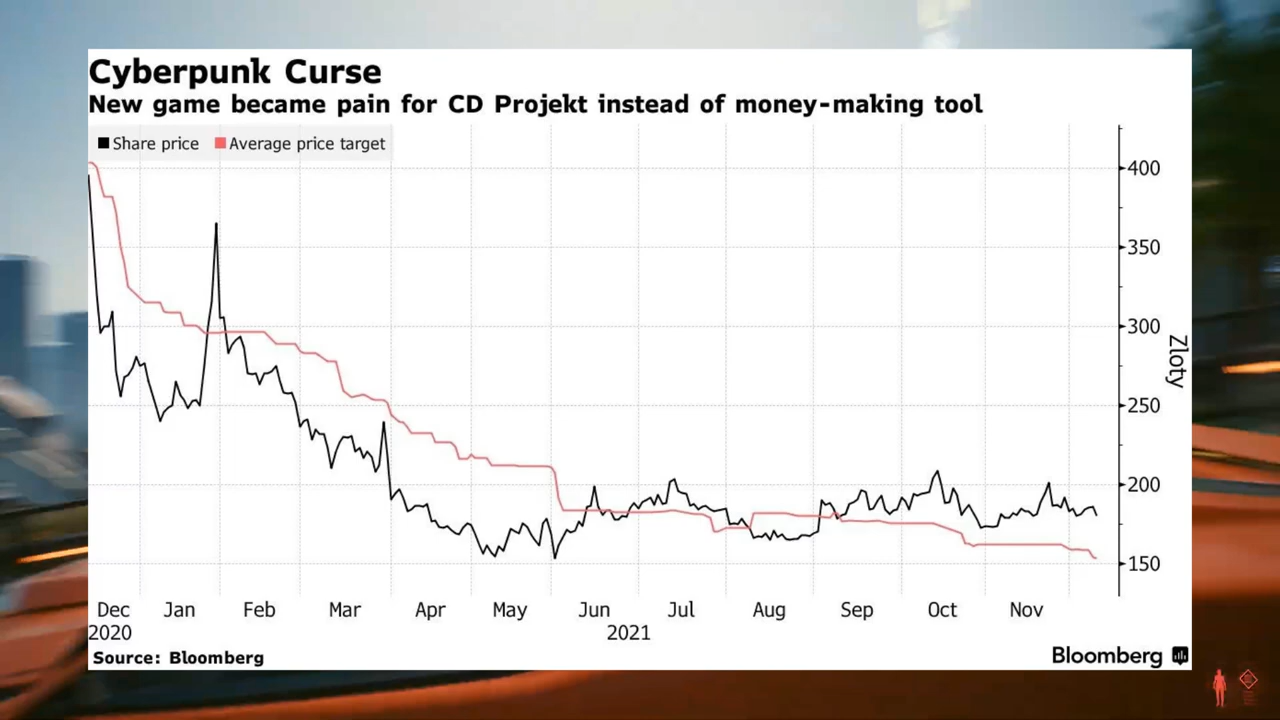 Cyberpunk Curse
New game became pain for CD Projekt instead of money-making tool
Share price Average price target
400
350
300
250
200
150
Zloty
Dec Jan Feb Mar Apr May Jun Jul Aug Sep Oct Nov
2020 2021
Source: Bloomberg Bloomberg